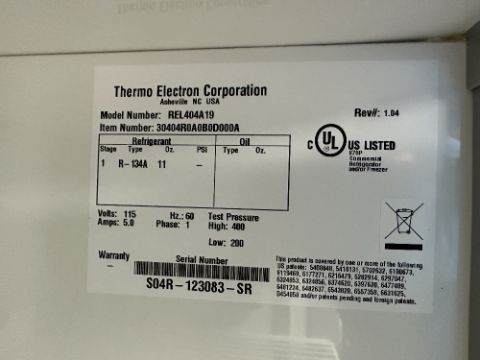 Thermo Electron Corporation
Asheville NC USA
Model Number: REL404A19
Rev#: 1.04
Item Number: 30404R0A0B0D000A
Refrigerant Oil
Stage Type Oz. PSI Type Oz.
1 R-134A 11 —
C UL US LISTED
Commercial
Refrigerator
and/or Freezer
Volts: 115 Hz.: 60 Test Pressure
Amps: 5.0 Phase: 1 High: 400
Low: 200
Warranty
—
Serial Number
S04R-123083-SR
This product is covered by one or more of the following
US patents:
and/or patents pending and foreign patents.